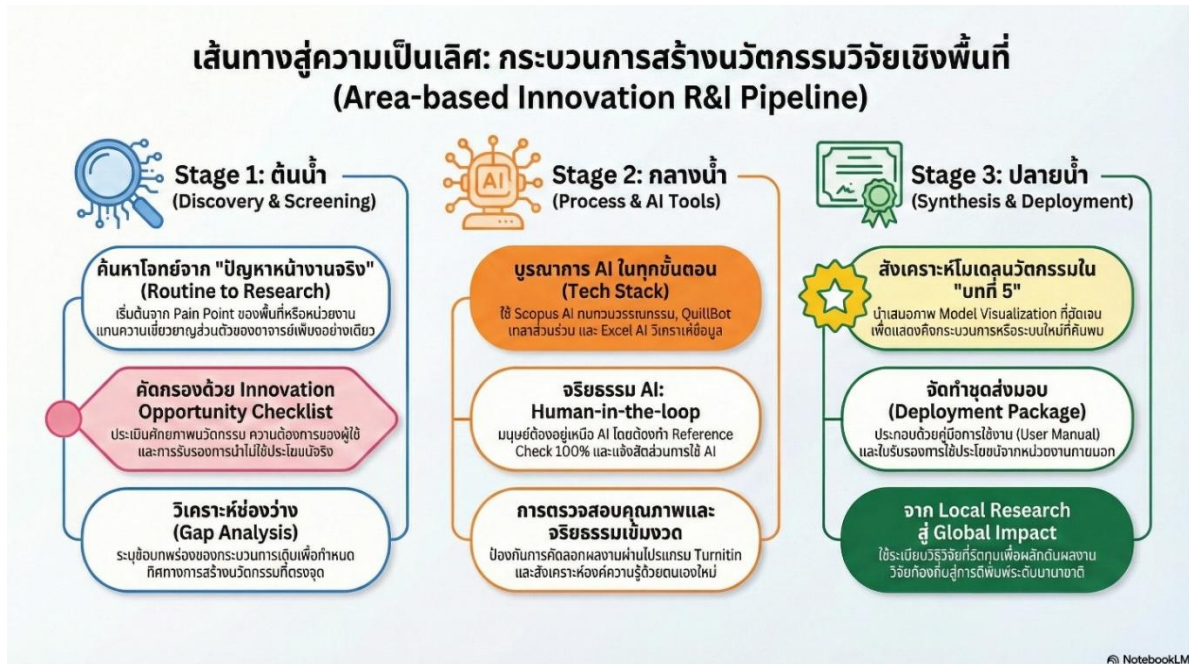 เส้นทางสู่ความเป็นเลิศ: กระบวนการสร้างนวัตกรรมวิจัยเชิงพื้นที่
(Area-based Innovation R&I Pipeline)
Stage 1: ต้นน้ำ
(Discovery & Screening)
ค้นหาโจทย์จาก "ปัญหาหน้างานจริง"
(Routine to Research)
เริ่มต้นจาก Pain Point ของพื้นที่หรือหน่วยงาน
แทนความเชี่ยวชาญส่วนตัวของอาจารย์เพียงอย่างเดียว
คัดกรองด้วย Innovation
Opportunity Checklist
ประเมินศักยภาพนวัตกรรม ความต้องการของผู้ใช้
และการรับรองการนำไปใช้ประโยชน์จริง
วิเคราะห์ช่องว่าง
(Gap Analysis)
ระบุข้อบกพร่องของกระบวนการเดิมเพื่อกำหนด
ทิศทางการสร้างนวัตกรรมที่ตรงจุด
Stage 2: กลางน้ำ
(Process & AI Tools)
บูรณาการ AI ในทุกขั้นตอน
(Tech Stack)
ใช้ Scopus AI ทบทวนวรรณกรรม, QuillBot
และ Excel AI วิเคราะห์ข้อมูล
จริยธรรม AI:
Human-in-the-loop
มนุษย์ต้องอยู่เหนือ AI โดยต้องทำ Reference
Check 100% และแจ้งสัดส่วนการใช้ AI
การตรวจสอบคุณภาพและ
จริยธรรมเข้มงวด
ป้องกันการคัดลอกผลงานผ่านโปรแกรม Turnitin
และสังเคราะห์องค์ความรู้ด้วยตนเองใหม่
Stage 3: ปลายน้ำ
(Synthesis & Deployment)
สังเคราะห์โมเดลนวัตกรรมใน
"บทที่ 5"
นำเสนอภาพ Model Visualization ที่ชัดเจน
เพื่อแสดงถึงกระบวนการหรือระบบใหม่ที่ค้นพบ
จัดทำชุดส่งมอบ
(Deployment Package)
ประกอบด้วยคู่มือการใช้งาน (User Manual)
และใบรับรองการใช้ประโยชน์จากหน่วยงานภายนอก
จาก Local Research
สู่ Global Impact
ใช้ระเบียบวิธีวิจัยที่รัดกุมเพื่อผลักดันผลงาน
วิจัยท้องถิ่นสู่การตีพิมพ์ระดับนานาชาติ
AI
NotebookLM